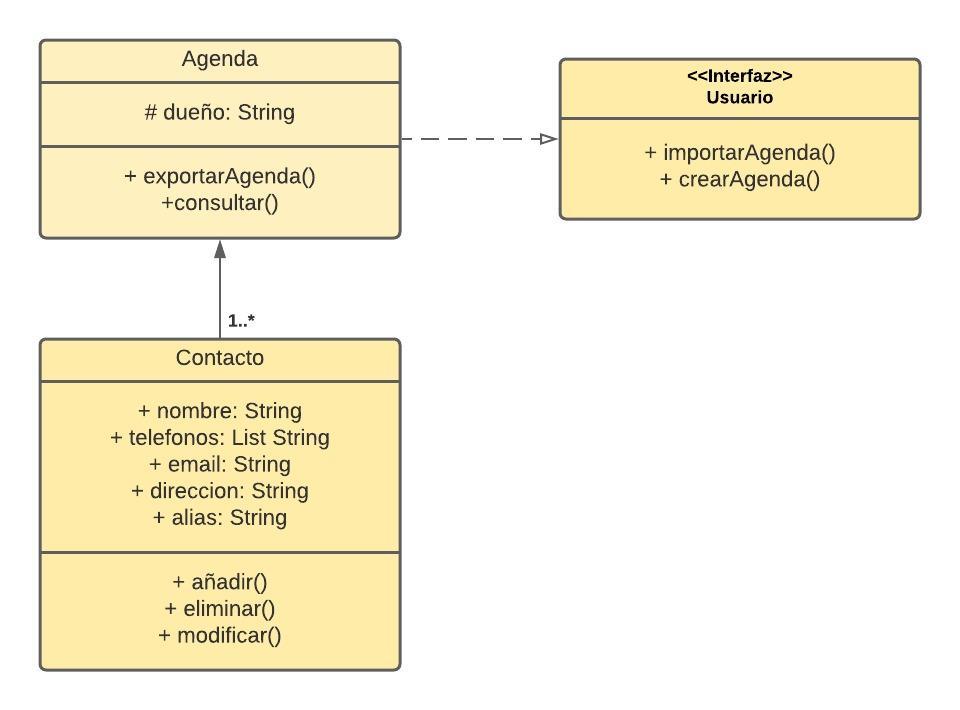 Agenda
# dueño: String
+ exportarAgenda()
+consultar()
<<Interfaz>>
Usuario
+ importarAgenda()
+ crearAgenda()
1..*
Contacto
+ nombre: String
+ telefonos: List String
+ email: String
+ direccion: String
+ alias: String
+ añadir()
+ eliminar()
+ modificar()